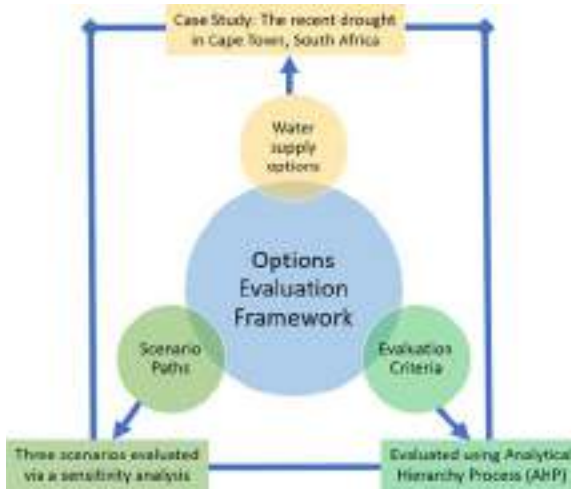 Case Study: The recent drought
in Cape Town, South Africa
Water
supply
options
Options
Evaluation
Framework
Scenario
Paths
Evaluation
Criteria
Three scenarios evaluated
via a sensitivity analysis
Evaluated using Analytical
Hierarchy Process (AHP)